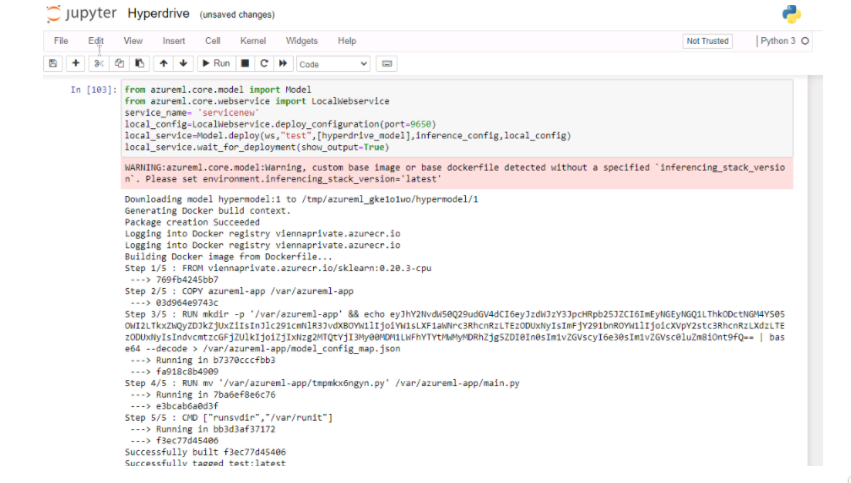 jupyter Hyperdrive (unsaved changes)
File Edit View Insert Cell Kernel Widgets Help Not Trusted Python 3
Run Code
In [103]: from azureml.core.model import Model
from azureml.core.webservice import LocalWebservice
service_name= 'servicenew'
local_config=LocalWebservice.deploy_configuration(port=9650)
local_service=Model.deploy(ws,"test",[hyperdrive_model],inference_config,local_config)
local_service.wait_for_deployment(show_output=True)
WARNING:azureml.core.model:Warning, custom base image or base dockerfile detected without a specified `inferencing_stack_versio
n`. Please set environment.inferencing_stack_version='latest'
Downloading model hypermodel:1 to /tmp/azureml_gke1o1wo/hypermodel/1
Generating Docker build context.
Package creation Succeeded
Logging into Docker registry viennaprivate.azurecr.io
Logging into Docker registry viennaprivate.azurecr.io
Building Docker image from Dockerfile...
Step 1/5 : FROM viennaprivate.azurecr.io/sklearn:0.20.3-cpu
---> 769fb4245bb7
Step 2/5 : COPY azureml-app /var/azureml-app
---> 03d964e9743c
Step 3/5 : RUN mkdir -p '/var/azureml-app' && echo
| bas
e64 --decode > /var/azureml-app/model_config_map.json
---> Running in b7370cccfbb3
---> fa918c8b4909
Step 4/5 : RUN mv '/var/azureml-app/tmpmkx6ngyn.py' /var/azureml-app/main.py
---> Running in 7ba6ef8e6c76
---> e3bcab6a0d3f
Step 5/5 : CMD ["runsvdir","/var/runit"]
---> Running in bb3d3af37172
---> f3ec77d45406
Successfully built f3ec77d45406
Successfully tagged test:latest